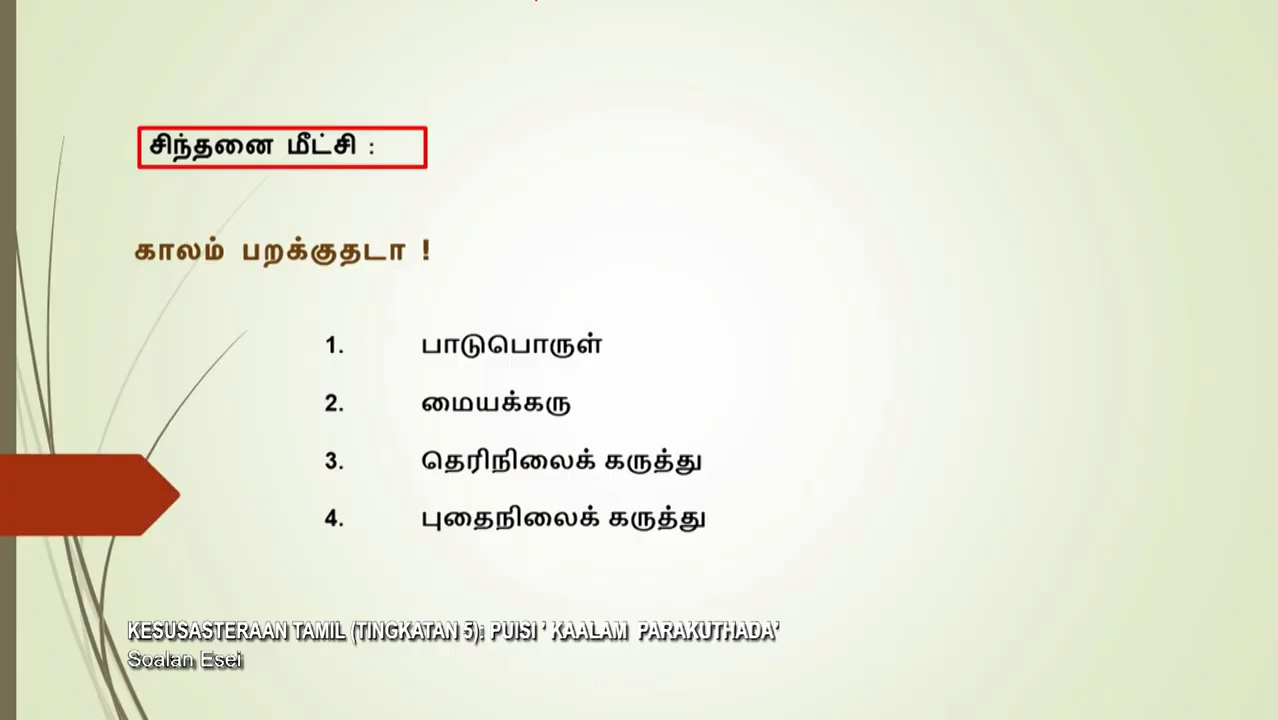 சிந்தனை மீட்சி :
காலம் பறக்குதடா !
1. பாடுபொருள்
2. மையக்கரு
3. தெரிநிலைக் கருத்து
4. புதைநிலைக் கருத்து
KESUSASTERAAN TAMIL (TINGKATAN 5): PUISI ' KAALAM PARAKUTHADA'
Soalan Esei